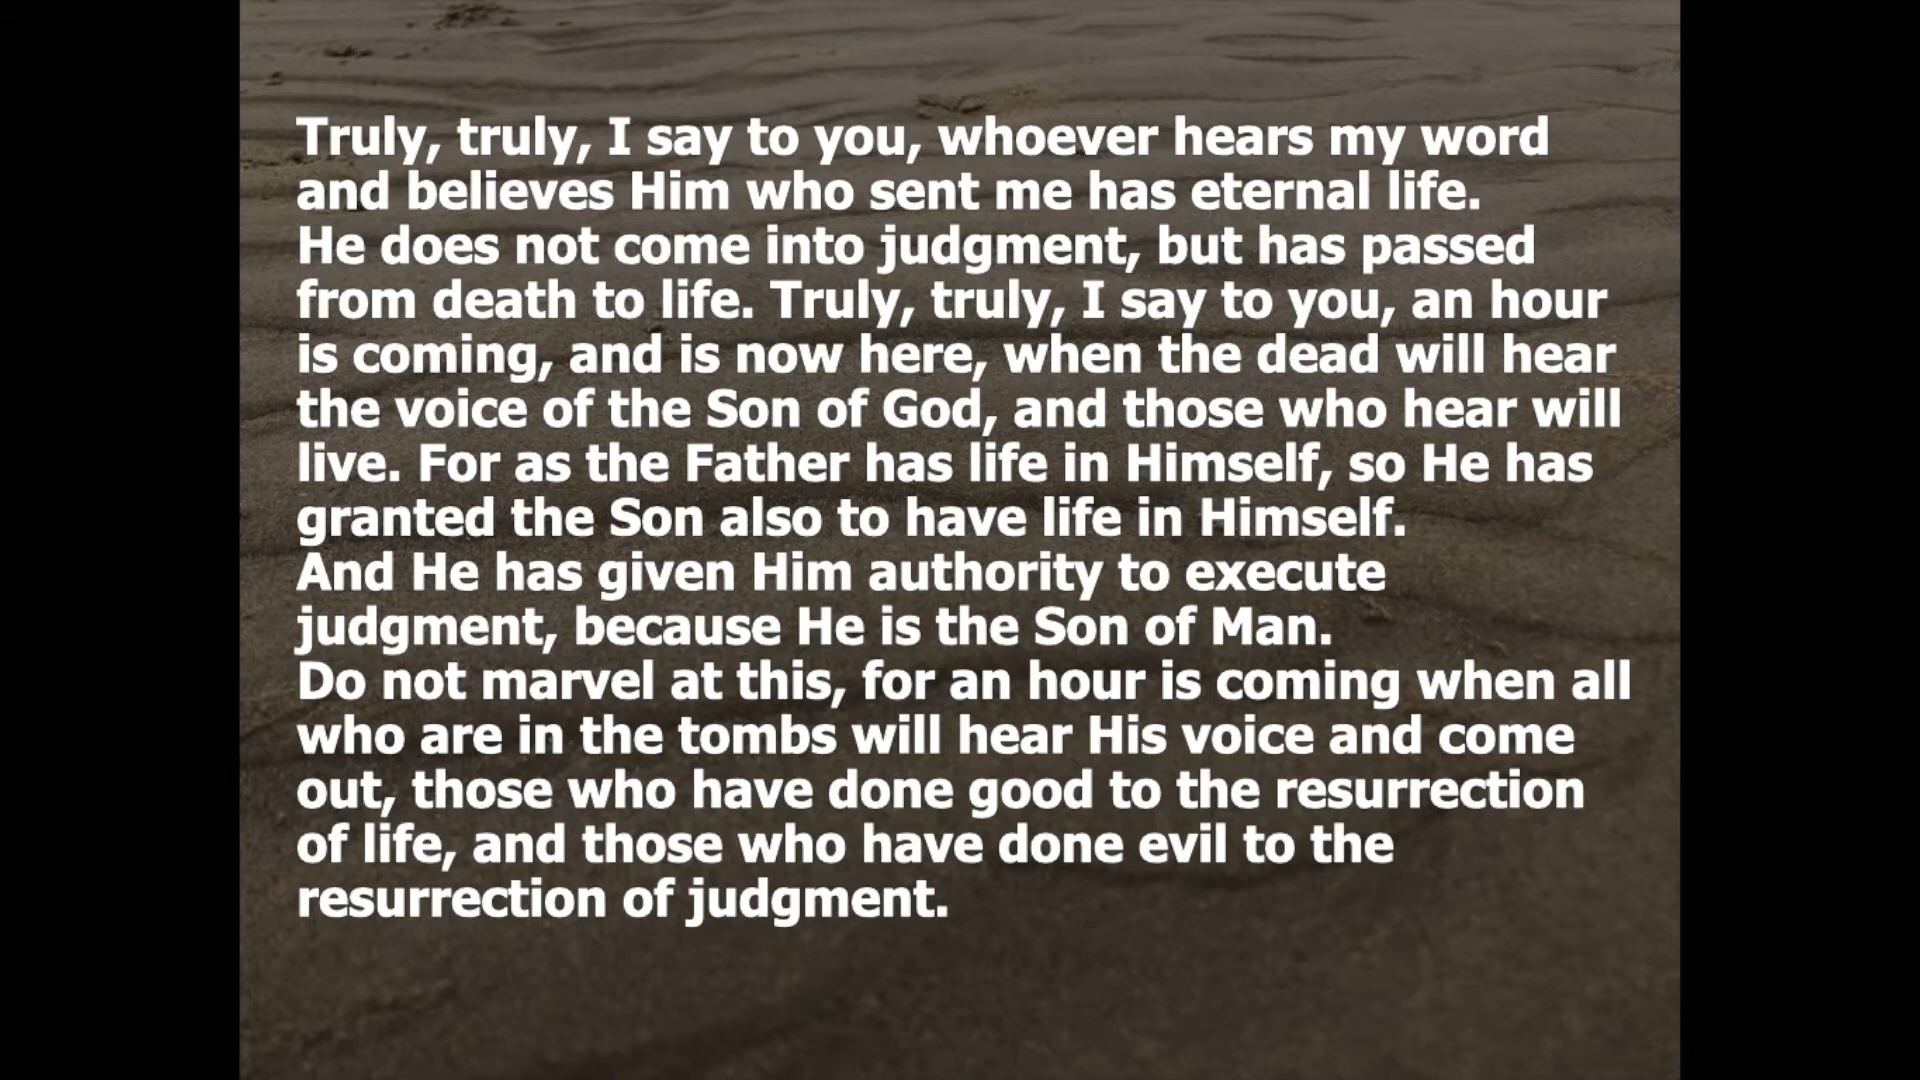 Truly, truly, I say to you, whoever hears my word
and believes Him who sent me has eternal life.
He does not come into judgment, but has passed
from death to life. Truly, truly, I say to you, an hour
is coming, and is now here, when the dead will hear
the voice of the Son of God, and those who hear will
live. For as the Father has life in Himself, so He has
granted the Son also to have life in Himself.
And He has given Him authority to execute
judgment, because He is the Son of Man.
Do not marvel at this, for an hour is coming when all
who are in the tombs will hear His voice and come
out, those who have done good to the resurrection
of life, and those who have done evil to the
resurrection of judgment.